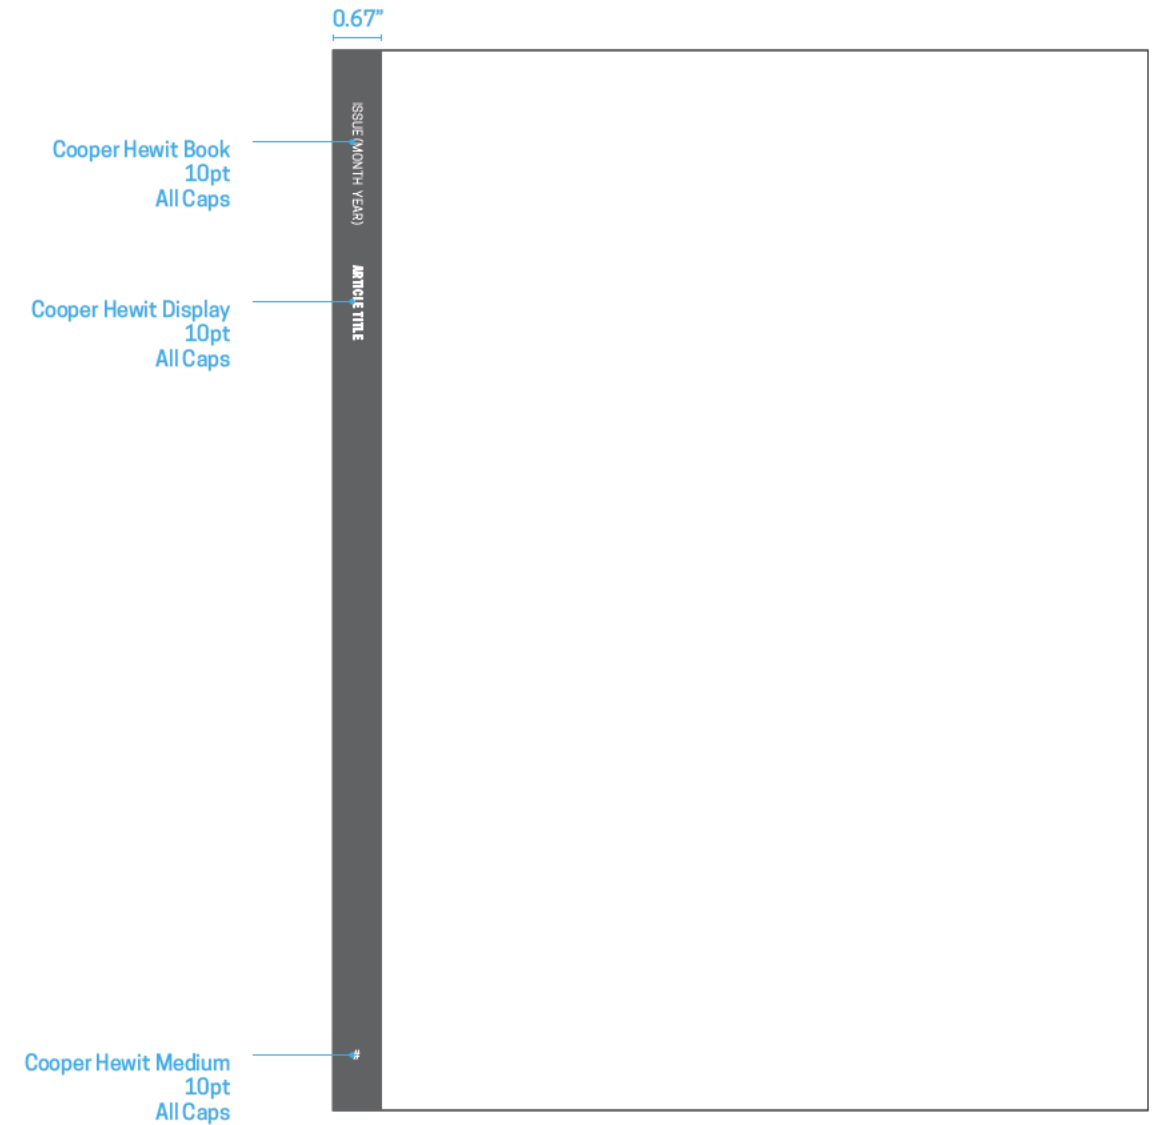 0.67”
ISSUE (MONTH YEAR)
Cooper Hewit Book
10pt
All Caps
ARTICLE TITLE
Cooper Hewit Display
10pt
All Caps
#
Cooper Hewit Medium
10pt
All Caps